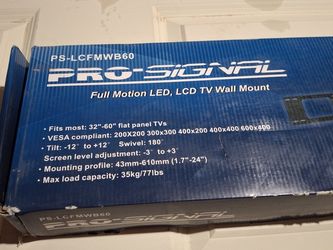 PS-LCFMWB60
PRO-SIGNAL
Full Motion LED, LCD TV Wall Mount
• Fits most: 32"-60" flat panel TVs
• VESA compliant: 200X200 300x300 400x200 400x400 600x400
• Tilt: -12° to +12° Swivel: 180°
Screen level adjustment: -3° to +3°
• Mounting profile: 43mm-610mm (1.7"-24")
• Max load capacity: 35kg/77lbs
PS-LCFMWB60
PRO-SIGNAL